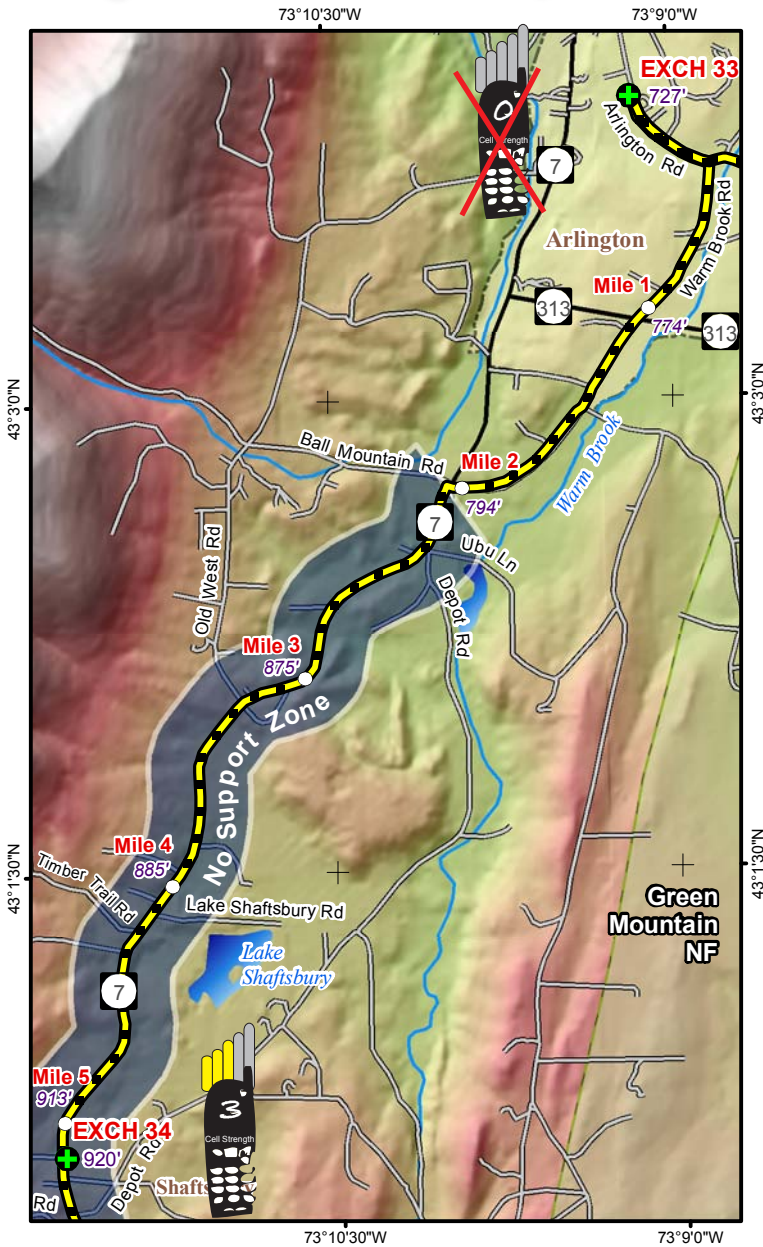 73°10'30"W
73°9'0"W
EXCH 33
727'
Arlington Rd
0
Cell Strength
7
Warm Brook Rd
Arlington
Mile 1
313
774'
313
43°3'0"N
43°3'0"N
Ball Mountain Rd
Mile 2
794'
Warm Brook
7
Ubu Ln
Old West Rd
Depot Rd
Mile 3
875'
No Support Zone
Mile 4
885'
43°1'30"N
43°1'30"N
Timber Trail Rd
Lake Shaftsbury Rd
Green
Mountain
NF
Lake
Shaftsbury
7
Mile 5
913'
3
Cell Strength
EXCH 34
920'
Depot Rd
Rd
73°10'30"W
73°9'0"W